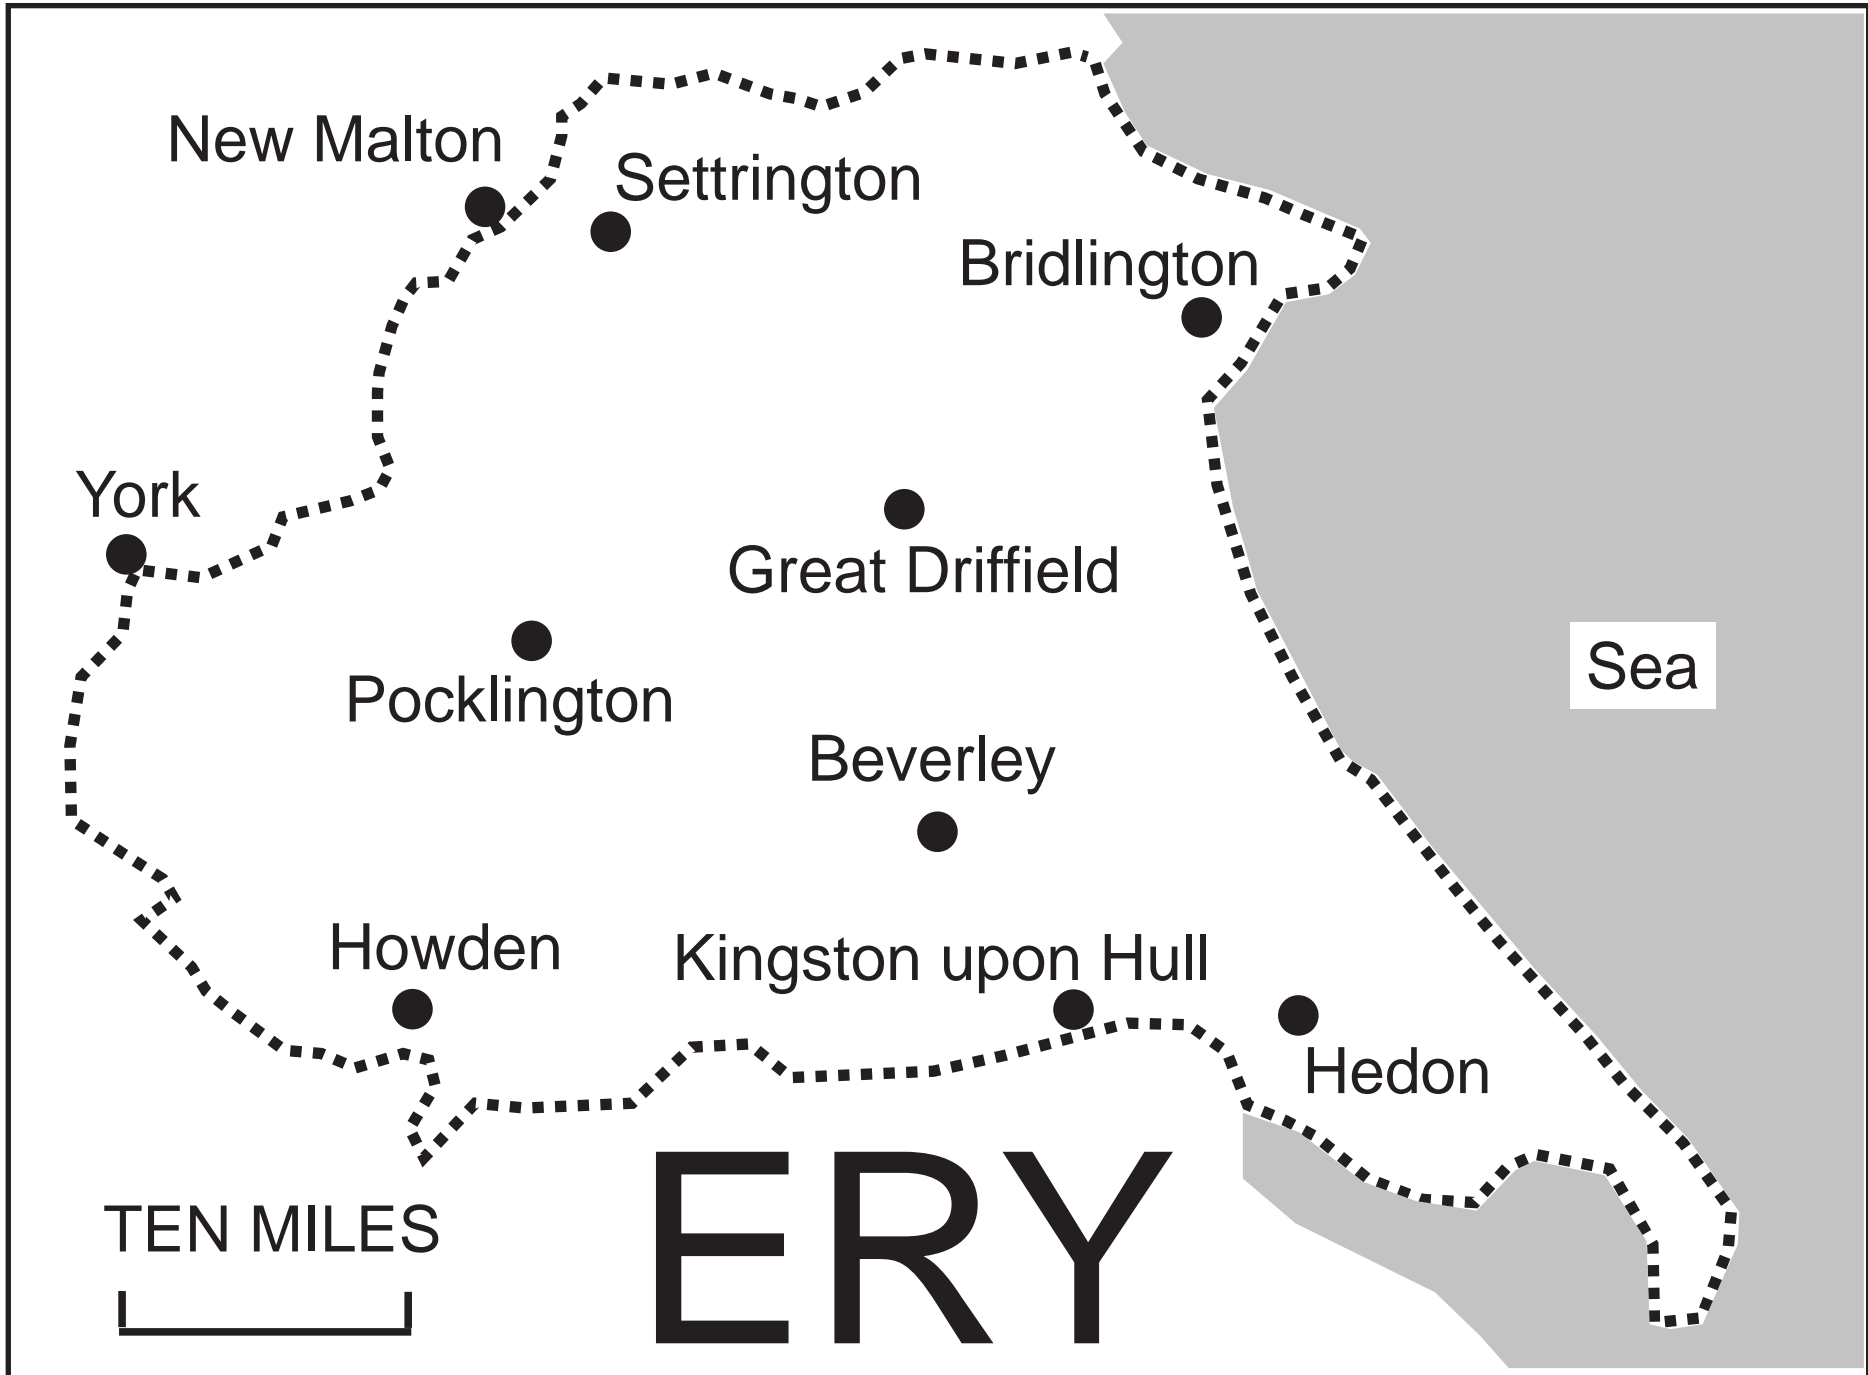 New Malton
Settrington
Bridlington
York
Great Driffield
Pocklington
Sea
Beverley
Howden
Kingston upon Hull
Hedon
TEN MILES
ERY